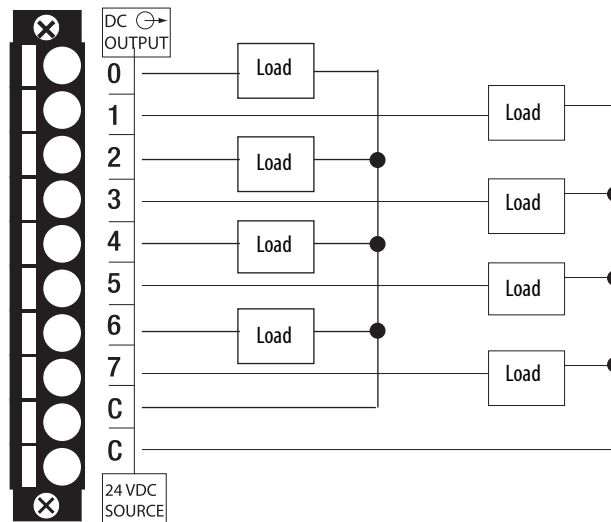 DC
OUTPUT
0 Load
1 Load
2 Load
3 Load
4 Load
5 Load
6 Load
7 Load
C
C
24 VDC
SOURCE